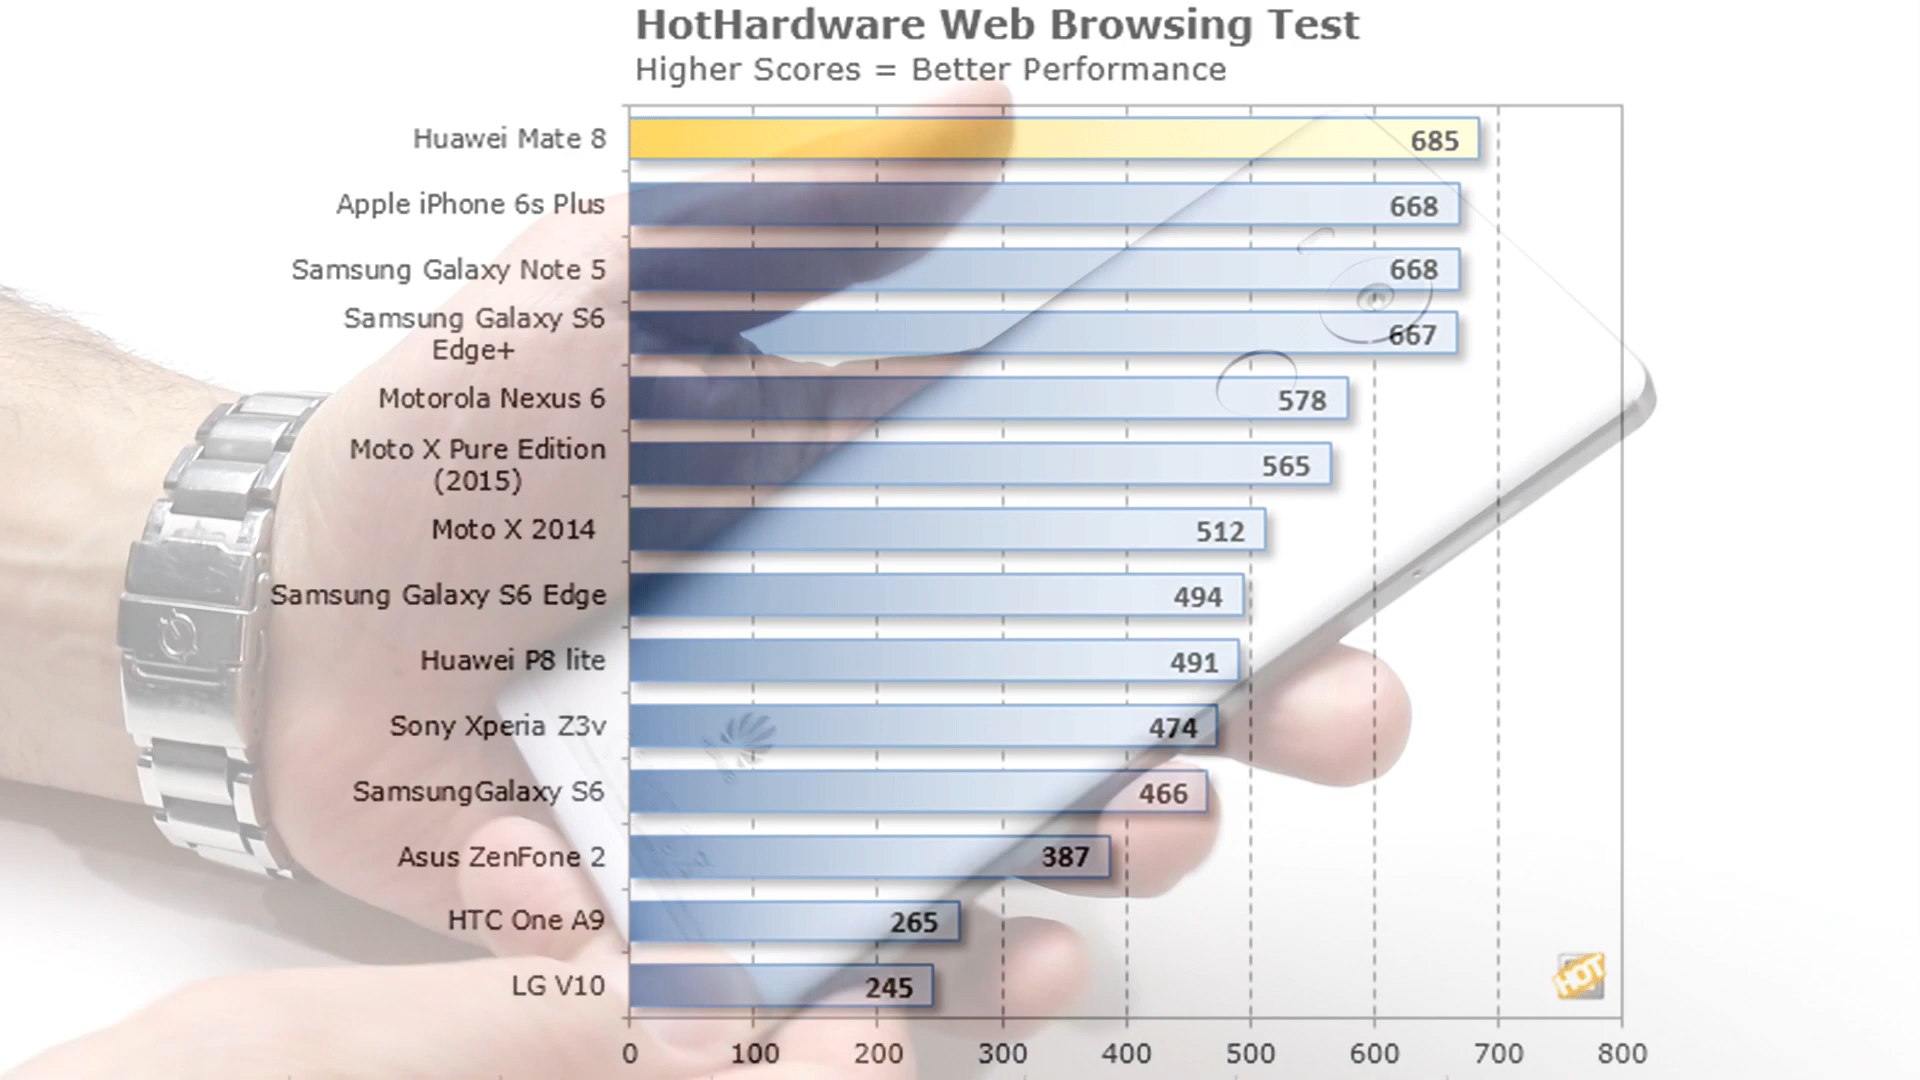 HotHardware Web Browsing Test
Higher Scores = Better Performance
Huawei Mate 8 685
Apple iPhone 6s Plus 668
Samsung Galaxy Note 5 668
Samsung Galaxy S6
Edge+ 667
Motorola Nexus 6 578
Moto X Pure Edition
(2015) 565
Moto X 2014 512
Samsung Galaxy S6 Edge 494
Huawei P8 lite 491
Sony Xperia Z3v 474
SamsungGalaxy S6 466
Asus ZenFone 2 387
HTC One A9 265
LG V10 245
HOT
0 100 200 300 400 500 600 700 800